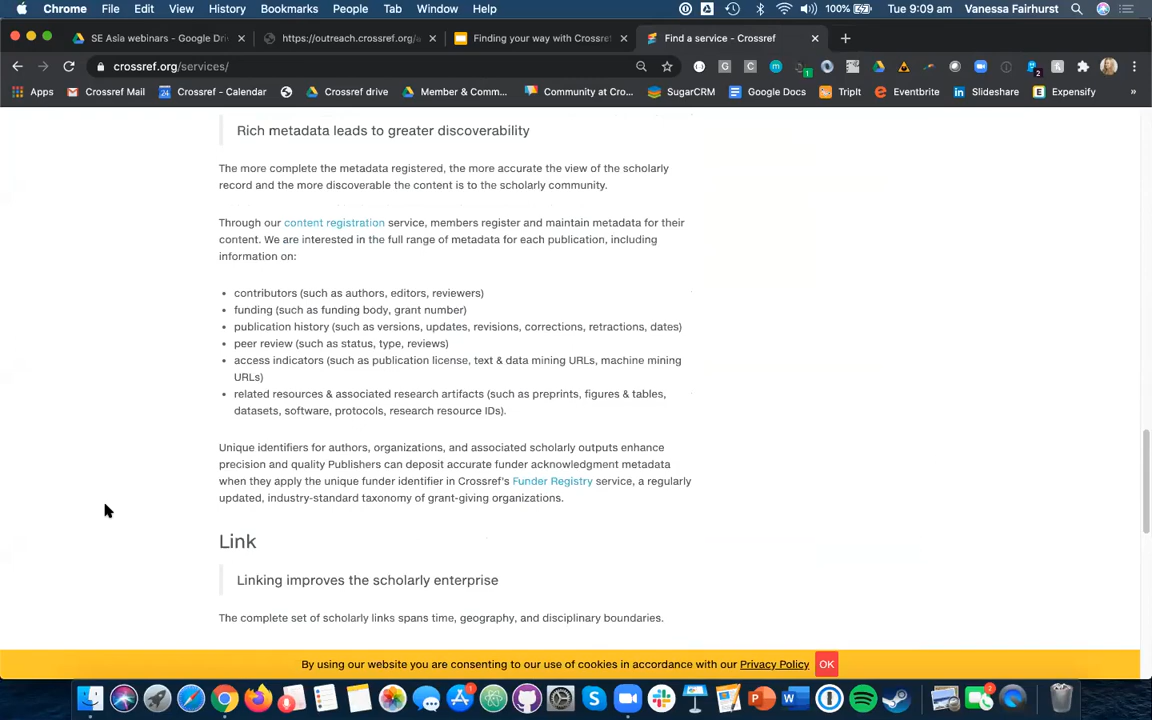 Chrome File Edit View History Bookmarks People Tab Window Help 100% Tue 9:09 am Vanessa Fairhurst
SE Asia webinars - Google Dri × https://outreach.crossref.org/ × Finding your way with Crossref × Find a service - Crossref × +
crossref.org/services/
Apps Crossref Mail Crossref - Calendar Crossref drive Member & Comm... Community at Cro... SugarCRM Google Docs TripIt Eventbrite Slideshare Expensify »
Rich metadata leads to greater discoverability
The more complete the metadata registered, the more accurate the view of the scholarly
record and the more discoverable the content is to the scholarly community.
Through our content registration service, members register and maintain metadata for their
content. We are interested in the full range of metadata for each publication, including
information on:
• contributors (such as authors, editors, reviewers)
• funding (such as funding body, grant number)
• publication history (such as versions, updates, revisions, corrections, retractions, dates)
• peer review (such as status, type, reviews)
• access indicators (such as publication license, text & data mining URLs, machine mining
URLs)
• related resources & associated research artifacts (such as preprints, figures & tables,
datasets, software, protocols, research resource IDs).
Unique identifiers for authors, organizations, and associated scholarly outputs enhance
precision and quality Publishers can deposit accurate funder acknowledgment metadata
when they apply the unique funder identifier in Crossref's Funder Registry service, a regularly
updated, industry-standard taxonomy of grant-giving organizations.
Link
Linking improves the scholarly enterprise
The complete set of scholarly links spans time, geography, and disciplinary boundaries.
By using our website you are consenting to our use of cookies in accordance with our Privacy Policy OK